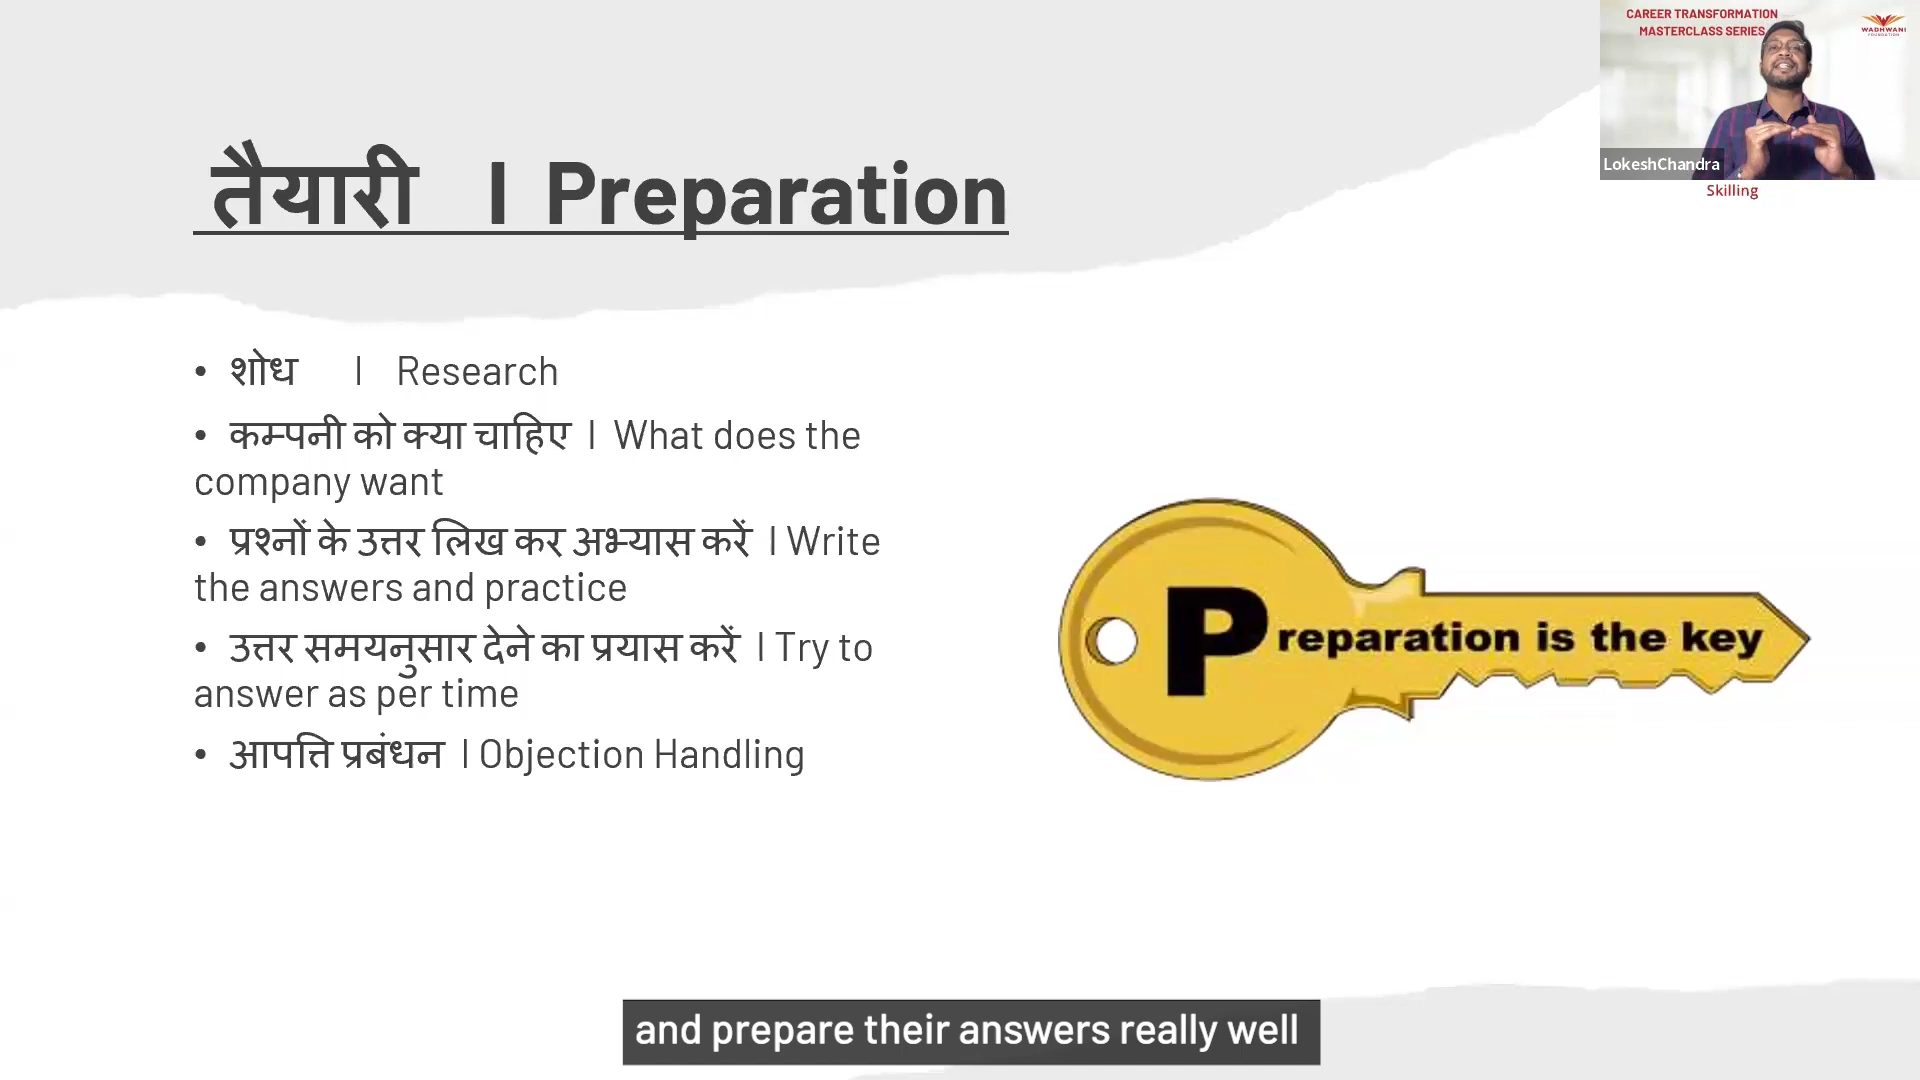 CAREER TRANSFORMATION
MASTERCLASS SERIES
WADHWANI
FOUNDATION
LokeshChandra
Skilling
तैयारी I Preparation
• शोध I Research
• कम्पनी को क्या चाहिए I What does the
company want
• प्रश्नों के उत्तर लिख कर अभ्यास करें I Write
the answers and practice
• उत्तर समयनुसार देने का प्रयास करें I Try to
answer as per time
• आपत्ति प्रबंधन I Objection Handling
Preparation is the key
and prepare their answers really well